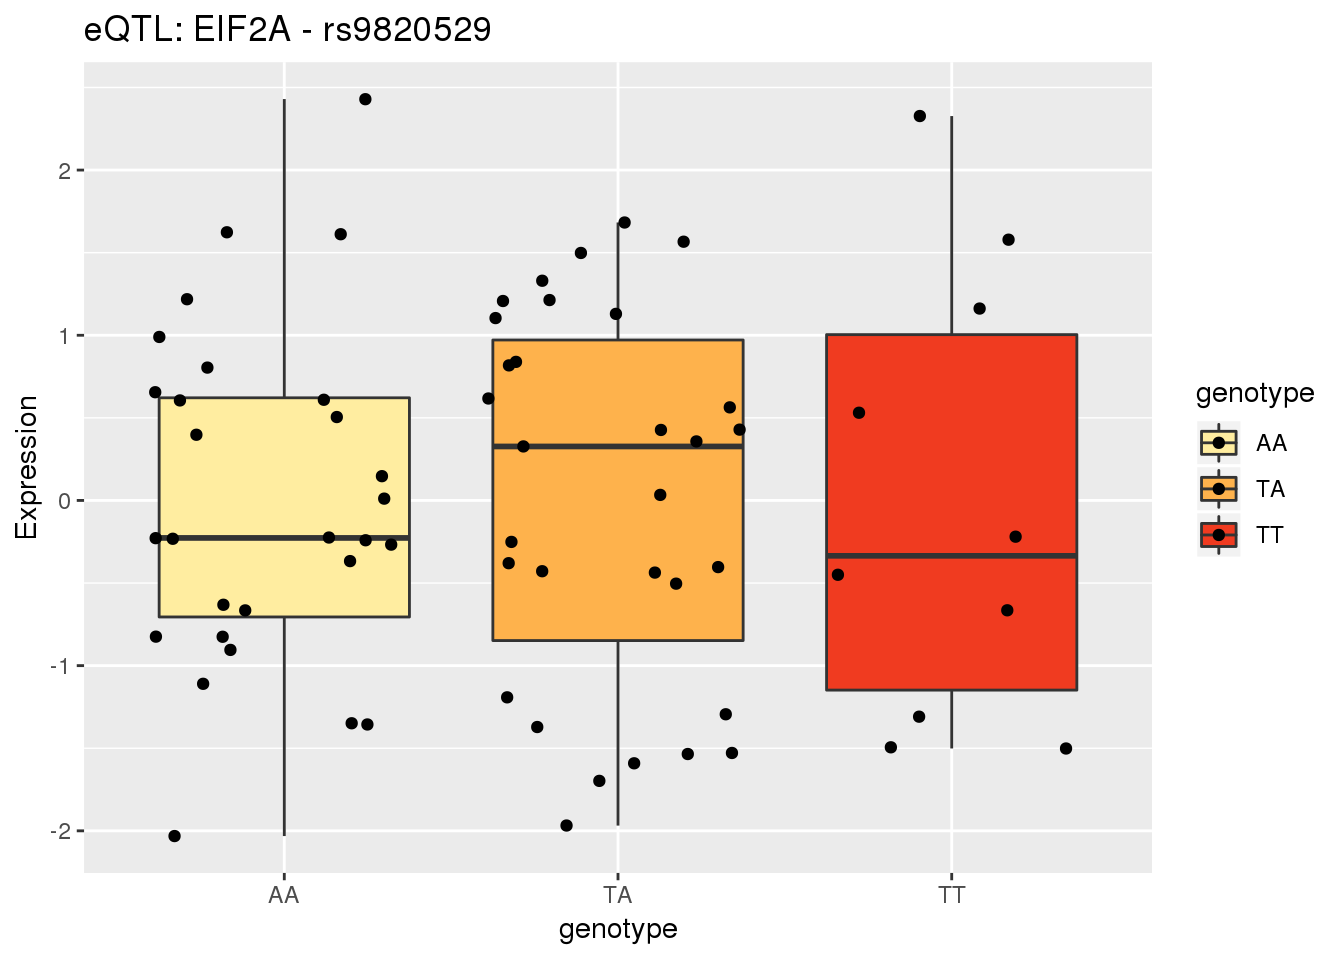 eQTL: EIF2A - rs9820529
Expression
2
1
0
-1
-2
AA
TA
TT
genotype
genotype
AA
TA
TT